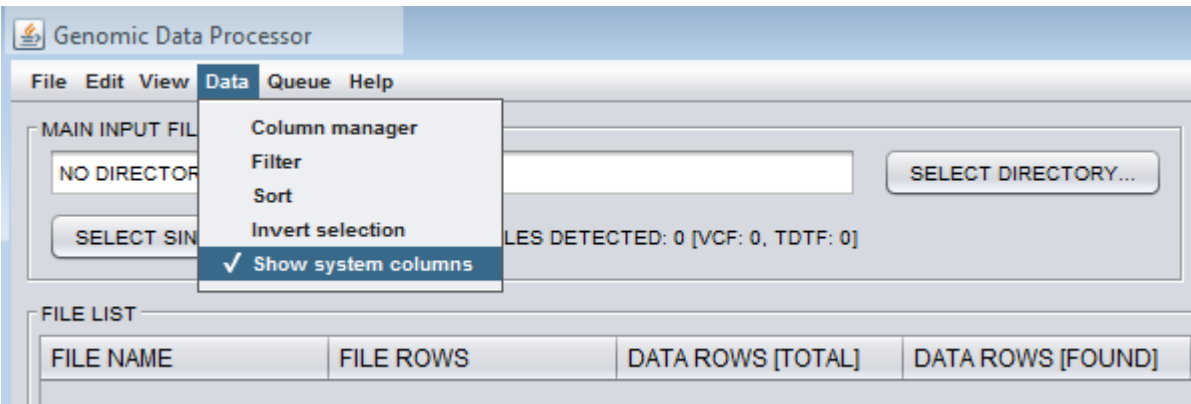 Genomic Data Processor
File Edit View Data Queue Help
MAIN INPUT FIL
Column manager
NO DIRECTOR
Filter
SELECT DIRECTORY...
Sort
SELECT SIN
Invert selection
LES DETECTED: 0 [VCF: 0, TDTF: 0]
✓ Show system columns
FILE LIST
FILE NAME FILE ROWS DATA ROWS [TOTAL] DATA ROWS [FOUND]